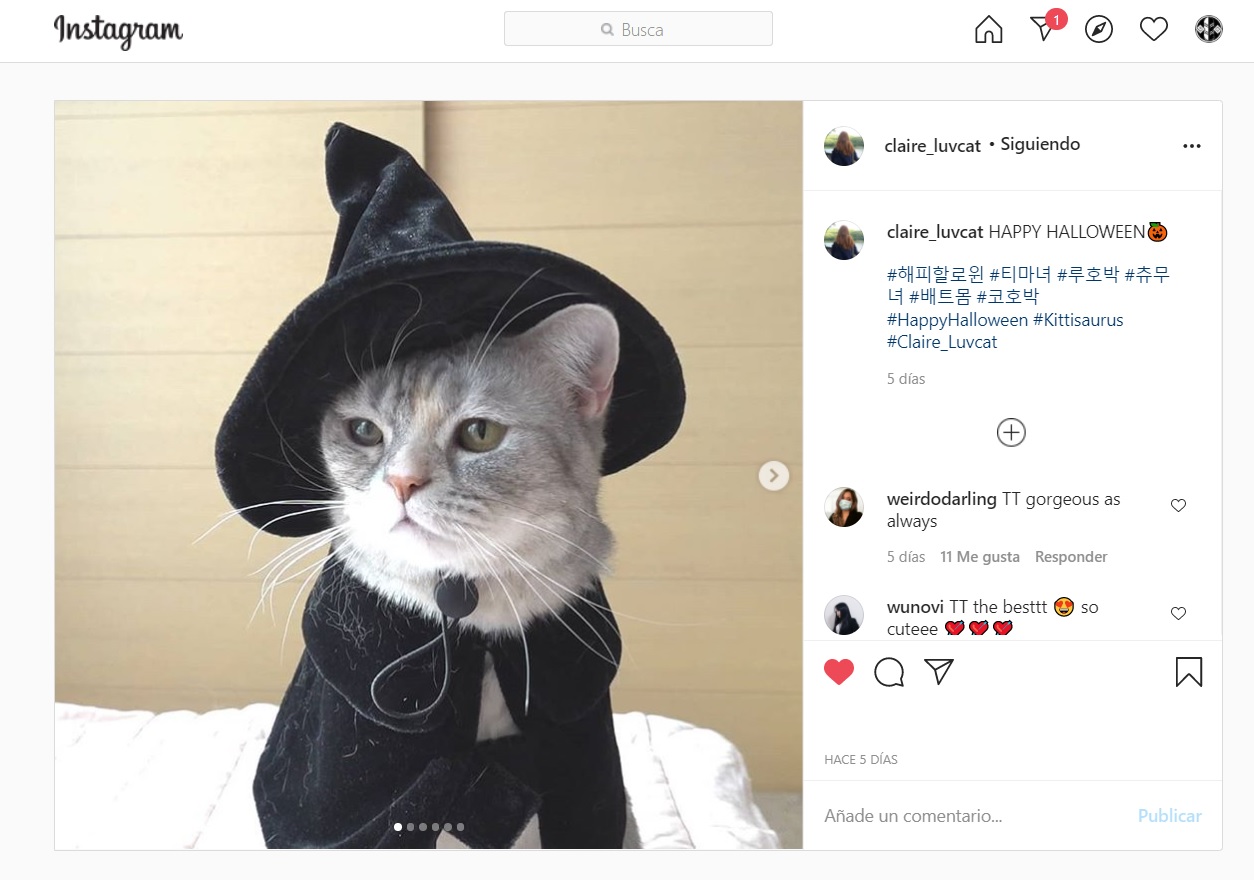 Instagram
Busca
1
claire_luvcat • Siguiendo
claire_luvcat HAPPY HALLOWEEN🎃
#해피할로윈 #티마녀 #루호박 #츄무
녀 #배트몸 #코호박
#HappyHalloween #Kittisaurus
#Claire_Luvcat
5 días
weirdodarling TT gorgeous as
always
5 días 11 Me gusta Responder
wunovi TT the besttt 😍 so
cuteee 💘💘💘
HACE 5 DÍAS
Añade un comentario... Publicar